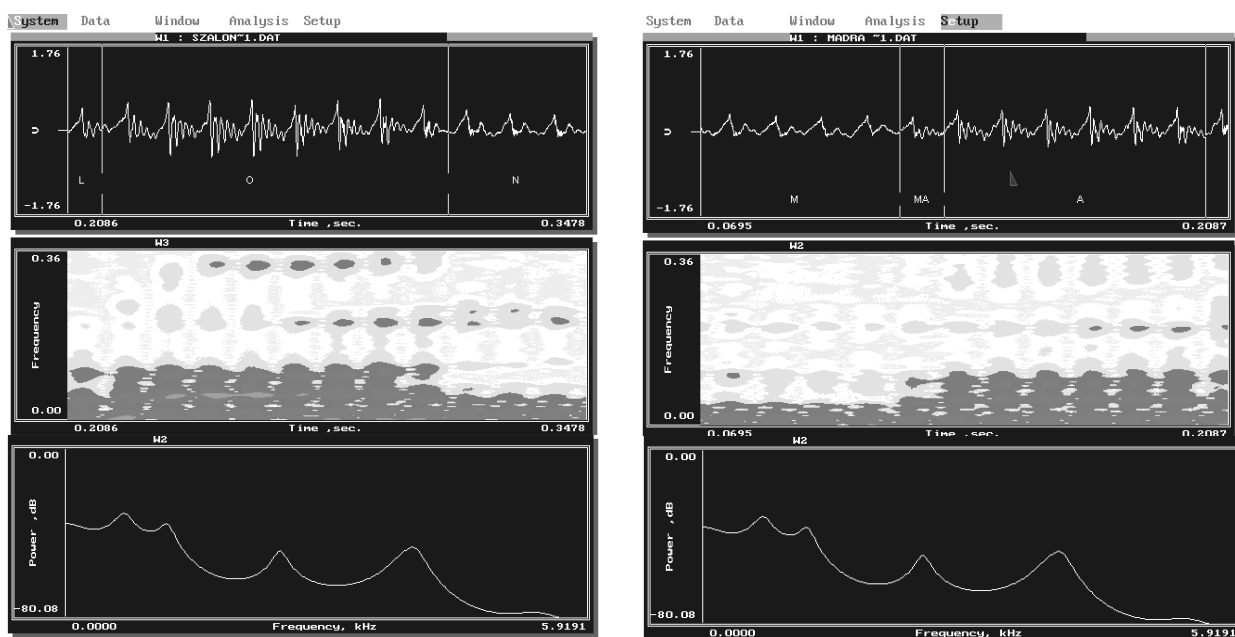 System Data Window Analysis Setup
W1 : SZALON~1.DAT
1.76
L O N
-1.76
0.2086 Time ,sec. 0.3478
W3
0.36
Frequency
0.00
0.2086 Time ,sec. 0.3478
W2
0.00
Power ,dB
-80.08
0.0000 Frequency, kHz 5.9191
System Data Window Analysis Setup
W1 : MADRA ~1.DAT
1.76
M MA A
-1.76
0.0695 Time ,sec. 0.2087
W2
0.36
Frequency
0.00
0.0695 Time ,sec. 0.2087
W2
0.00
Power ,dB
-80.08
0.0000 Frequency, kHz 5.9191